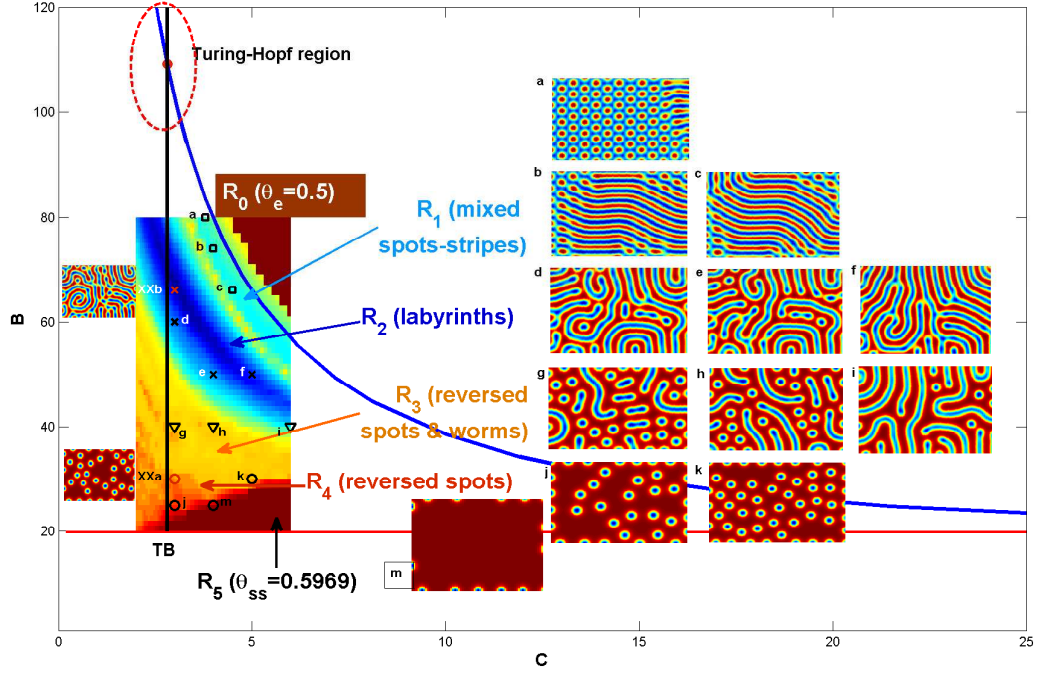 120
100
80
60
40
20
0
5
10
15
20
25
B
C
Turing-Hopf region
R0 (θe=0.5)
R1 (mixed
spots-stripes)
R2 (labyrinths)
R3 (reversed
spots & worms)
R4 (reversed spots)
R5 (θss=0.5969)
TB
a
b
c
XXb
d
e
f
g
h
i
XXa
k
j
m
a
b
c
d
e
f
g
h
i
j
k
m